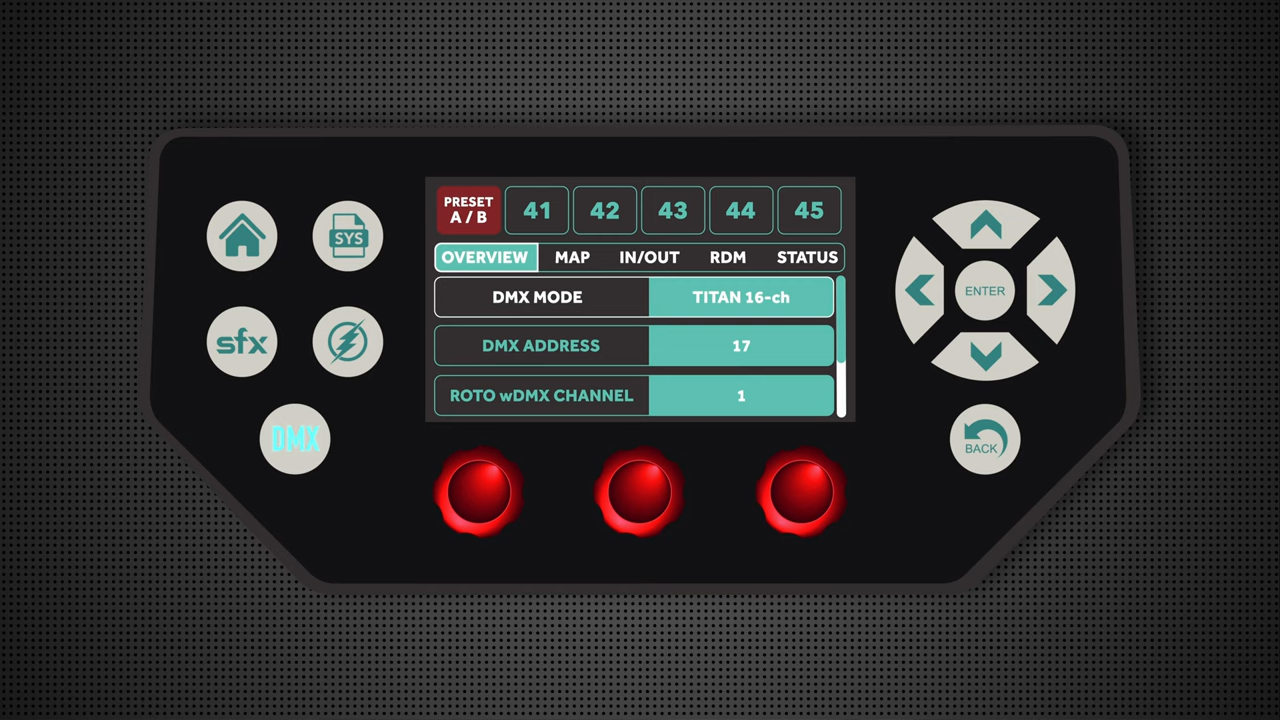 PRESET
A / B
41 42 43 44 45
OVERVIEW MAP IN/OUT RDM STATUS
DMX MODE TITAN 16-ch
DMX ADDRESS 17
ROTO wDMX CHANNEL 1
SYS
sfx
DMX
ENTER
BACK